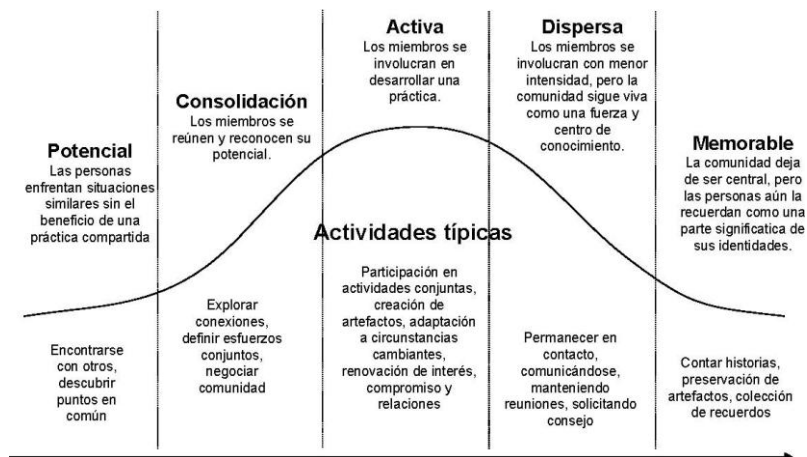 Potencial
Las personas
enfrentan situaciones
similares sin el
beneficio de una
práctica compartida
Consolidación
Los miembros se
reúnen y reconocen su
potencial.
Activa
Los miembros se
involucran en
desarrollar una
práctica.
Dispersa
Los miembros se
involucran con menor
intensidad, pero la
comunidad sigue viva
como una fuerza y
centro de
conocimiento.
Memorable
La comunidad deja
de ser central, pero
las personas aún la
recuerdan como una
parte significatica de
sus identidades.
Actividades típicas
Encontrarse
con otros,
descubrir
puntos en
común
Explorar
conexiones,
definir esfuerzos
conjuntos,
negociar
comunidad
Participación en
actividades conjuntas,
creación de
artefactos, adaptación
a circunstancias
cambiantes,
renovación de interés,
compromiso y
relaciones
Permanecer en
contacto,
comunicándose,
manteniendo
reuniones, solicitando
consejo
Contar historias,
preservación de
artefactos, colección
de recuerdos